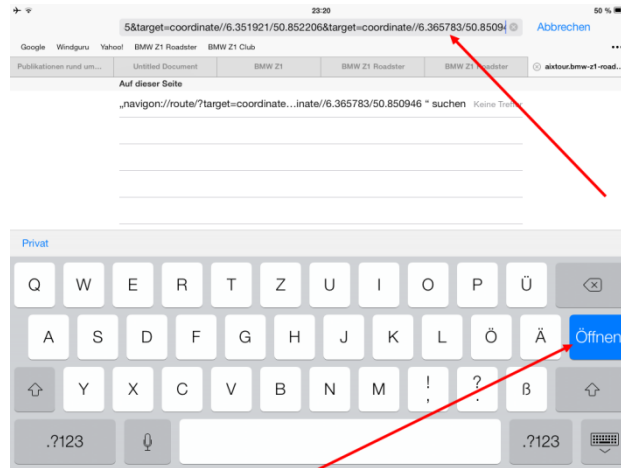 23:20
50 %
5&target=coordinate//6.351921/50.852206&target=coordinate//6.365783/50.8509
Abbrechen
Google Windguru Yahoo! BMW Z1 Roadster BMW Z1 Club
Publikationen rund um... Untitled Document BMW Z1 BMW Z1 Roadster BMW Z1 Roadster aixtour.bmw-z1-road...
Auf dieser Seite
„navigon://route/?target=coordinate...inate//6.365783/50.850946 “ suchen Keine Treffer
Privat
Q W E R T Z U I O P Ü
A S D F G H J K L Ö Ä Öffnen
Y X C V B N M ! , ? . ß
.?123 .?123